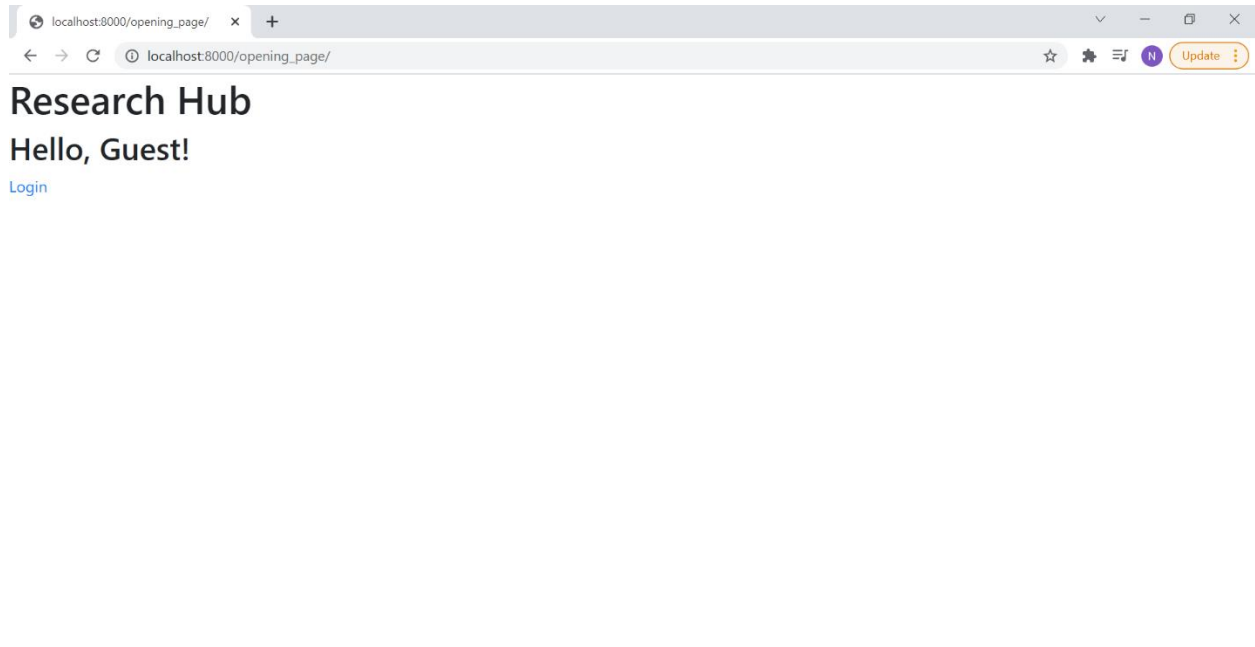 localhost:8000/opening_page/
localhost:8000/opening_page/
N
Update
Research Hub
Hello, Guest!
Login